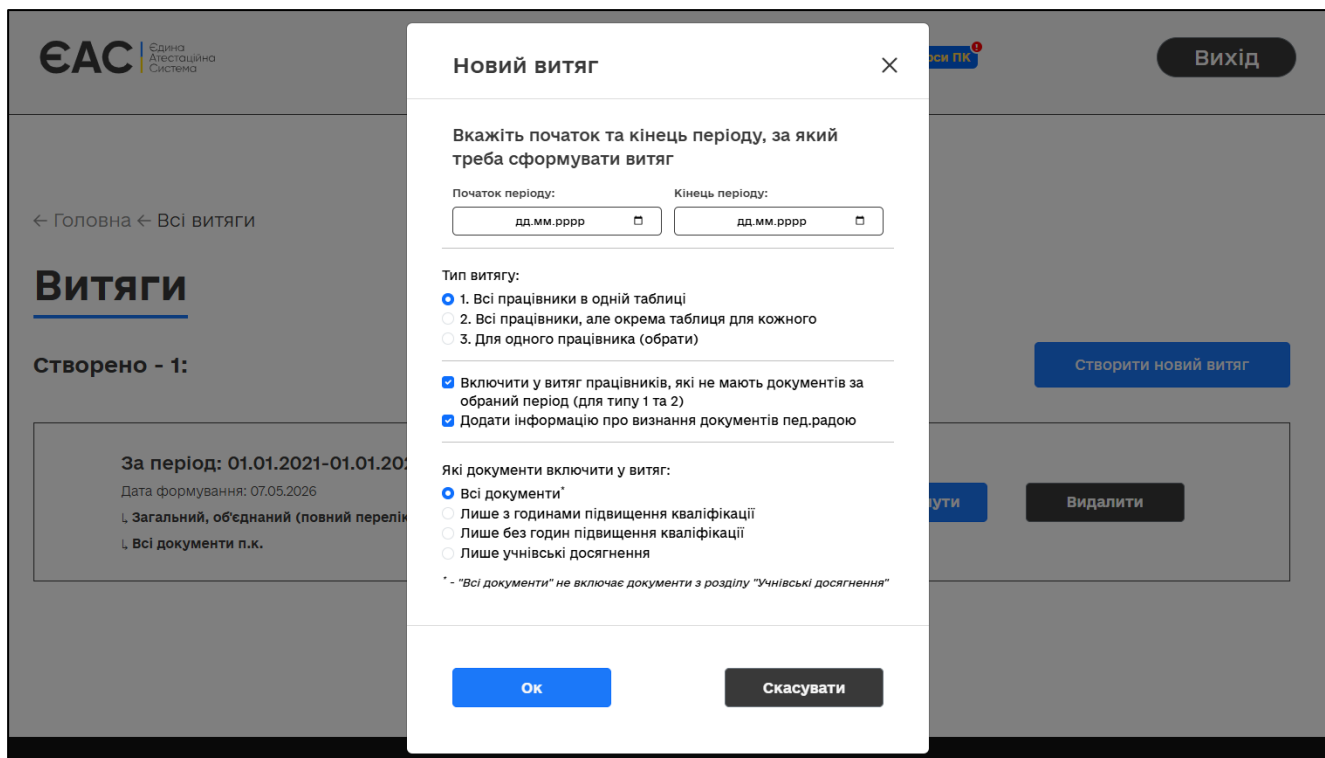 ЄАС
Єдина
Атестаційна
Система
ПК
!
Вихід
Новий витяг
Вкажіть початок та кінець періоду, за який
треба сформувати витяг
Початок періоду:
Кінець періоду:
дд.мм.рррр
дд.мм.рррр
← Головна ← Всі витяги
Витяги
Тип витягу:
1. Всі працівники в одній таблиці
2. Всі працівники, але окрема таблиця для кожного
3. Для одного працівника (обрати)
Створено - 1:
Створити новий витяг
Включити у витяг працівників, які не мають документів за
обраний період (для типу 1 та 2)
Додати інформацію про визнання документів пед.радою
За період: 01.01.2021-01.01.20
Дата формування: 07.05.2026
Загальний, об'єднаний (повний перелік
Всі документи п.к.
Видалити
Які документи включити у витяг:
Всі документи*
Лише з годинами підвищення кваліфікації
Лише без годин підвищення кваліфікації
Лише учнівські досягнення
* - "Всі документи" не включає документи з розділу "Учнівські досягнення"
Ок
Скасувати